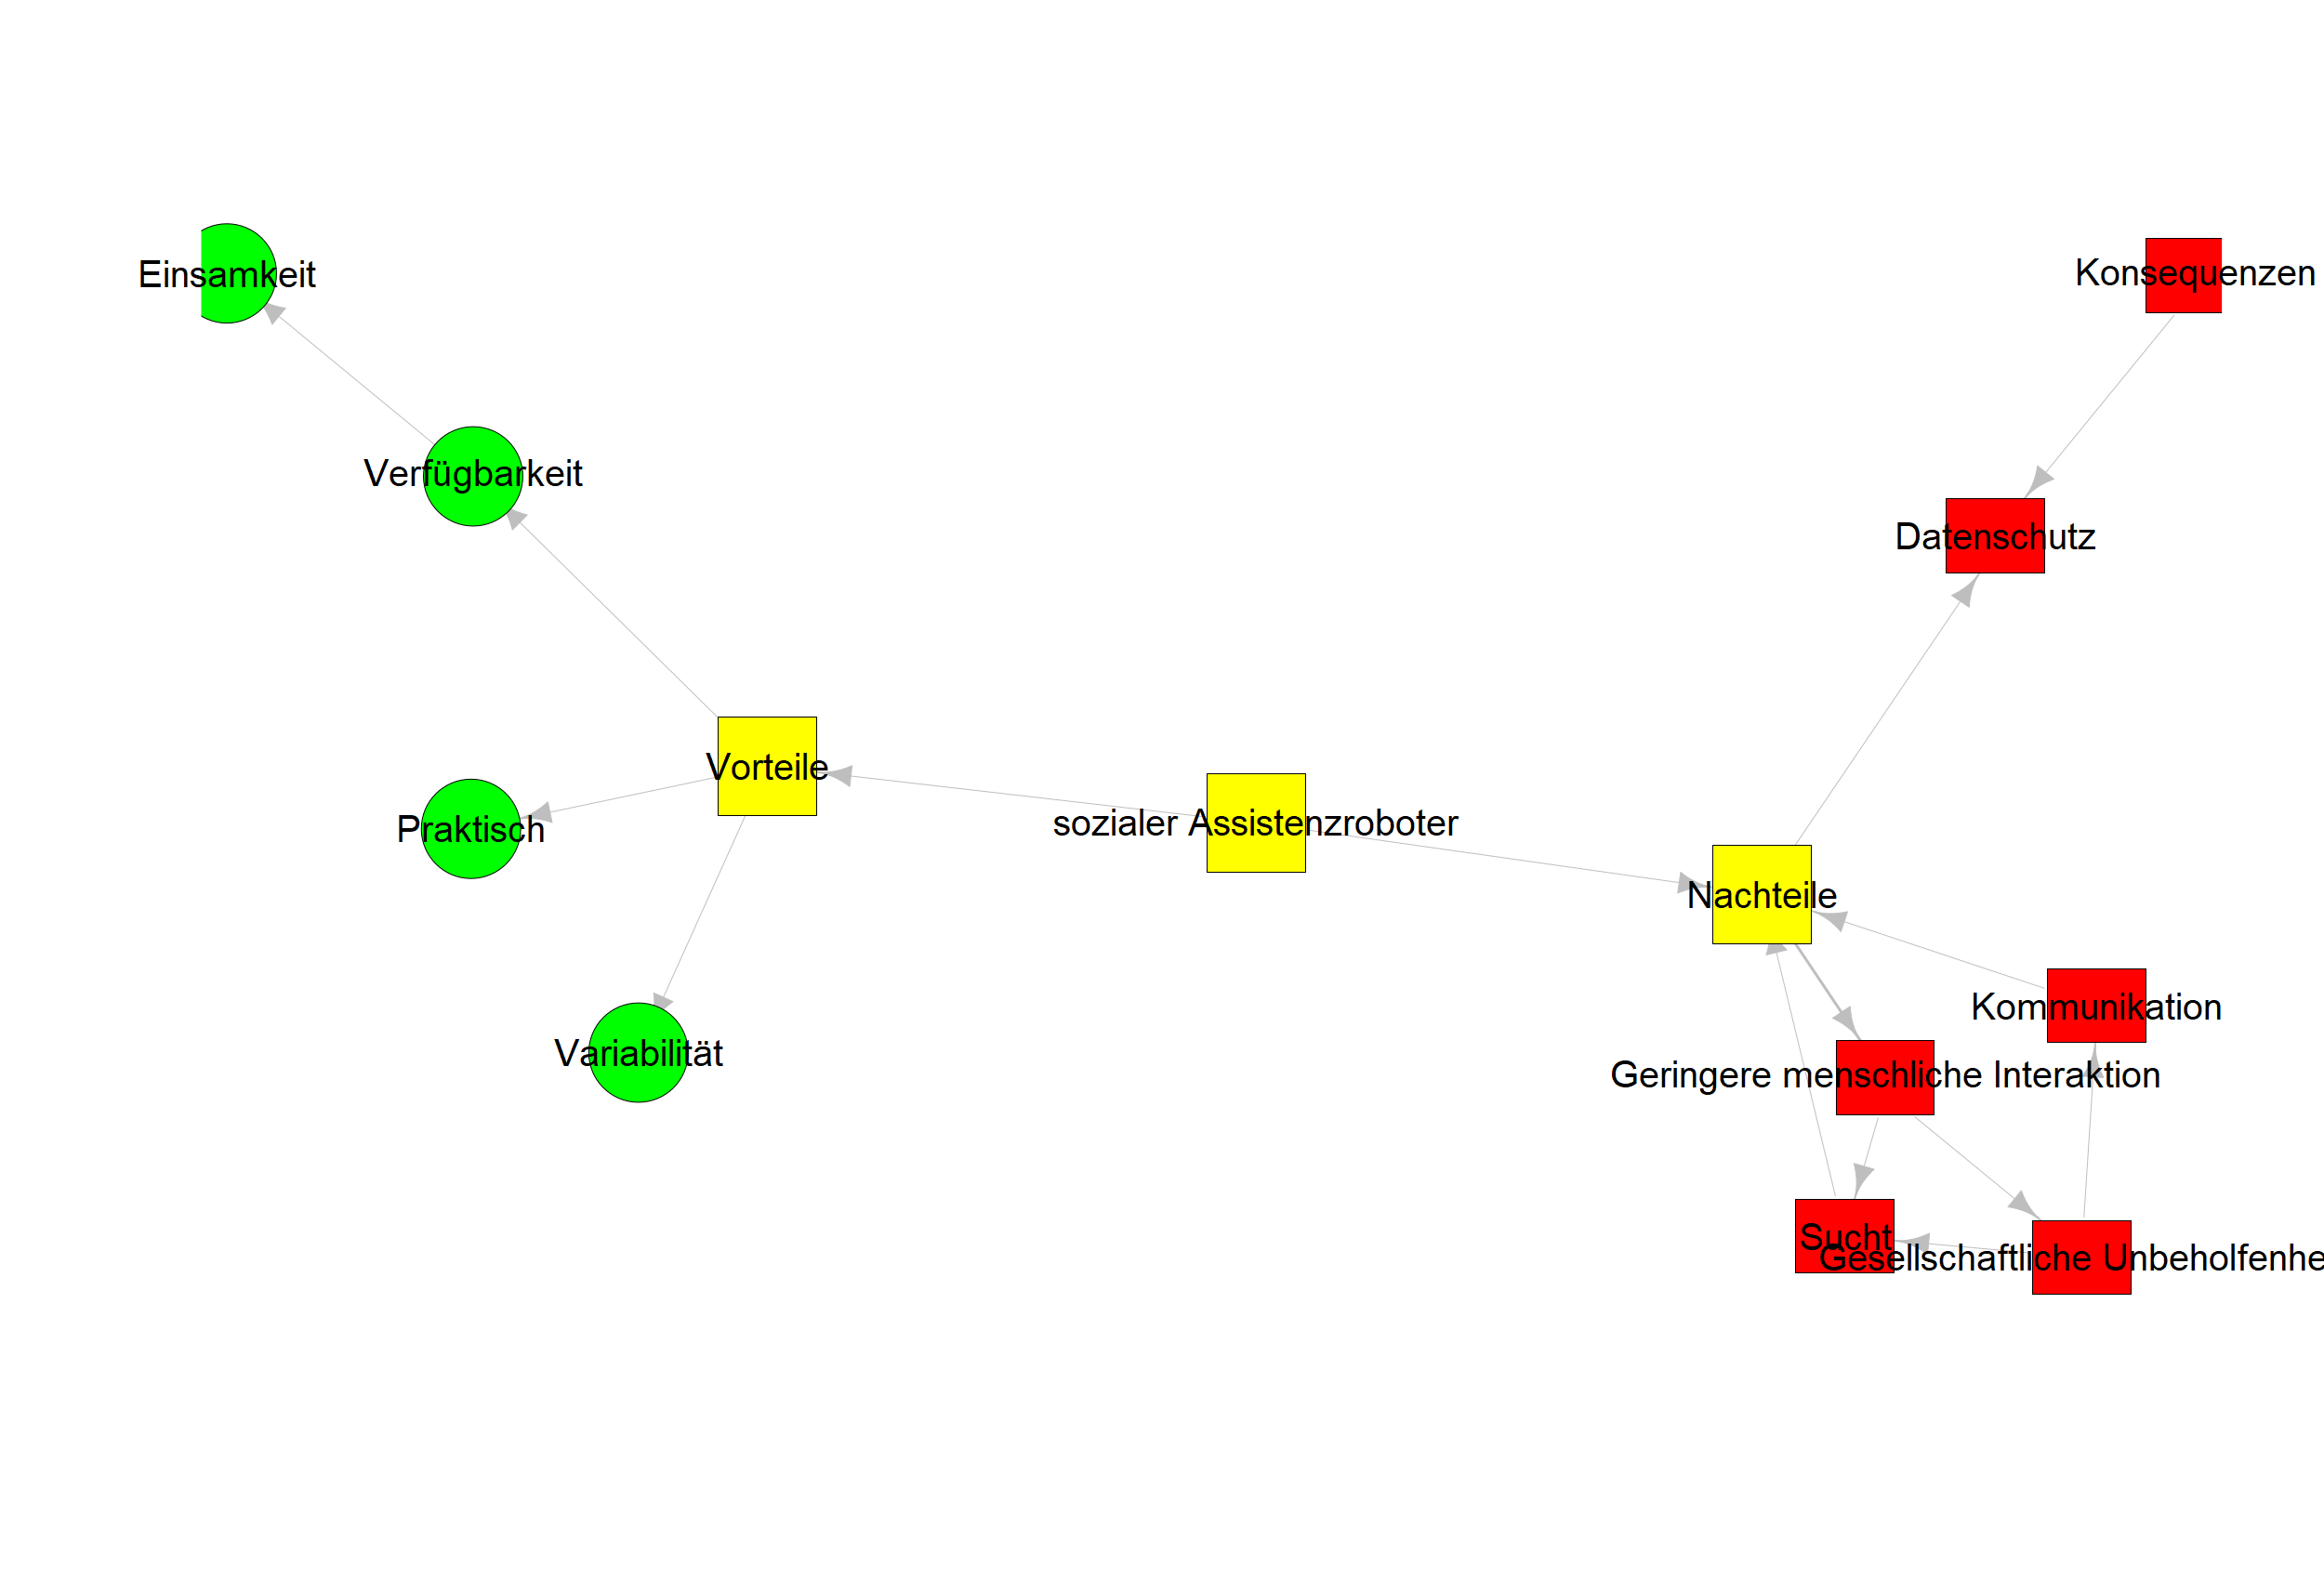 Einsamkeit
Konsequenzen
Verfügbarkeit
Datenschutz
Vorteile
sozialer Assistenzroboter
Praktisch
Nachteile
Kommunikation
Variabilität
Geringere menschliche Interaktion
Sucht
Gesellschaftliche Unbeholfenhe